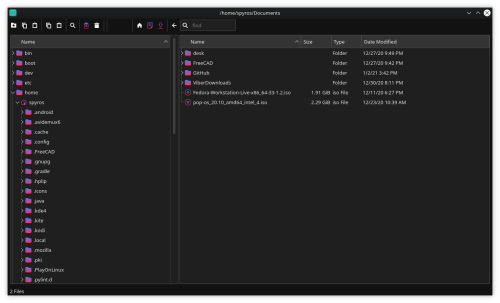 /home/spyros/Documents
find
Name
bin
boot
dev
etc
home
spyros
.android
.avidemux6
.cache
.config
.FreeCAD
.gnupg
.gradle
.hplip
.icons
.java
.kde4
.kite
.kodi
.local
.mozilla
.pki
.PlayOnLinux
.pylint.d
Name Size Type Date Modified
desk Folder 12/27/20 9:49 PM
FreeCAD Folder 12/27/20 9:42 PM
GitHub Folder 1/2/21 3:42 PM
ViberDownloads Folder 12/30/20 8:11 PM
Fedora-Workstation-Live-x86_64-33-1.2.iso 1.91 GiB iso File 12/11/20 6:27 PM
pop-os_20.10_amd64_intel_4.iso 2.29 GiB iso File 12/23/20 10:39 AM
2 Files